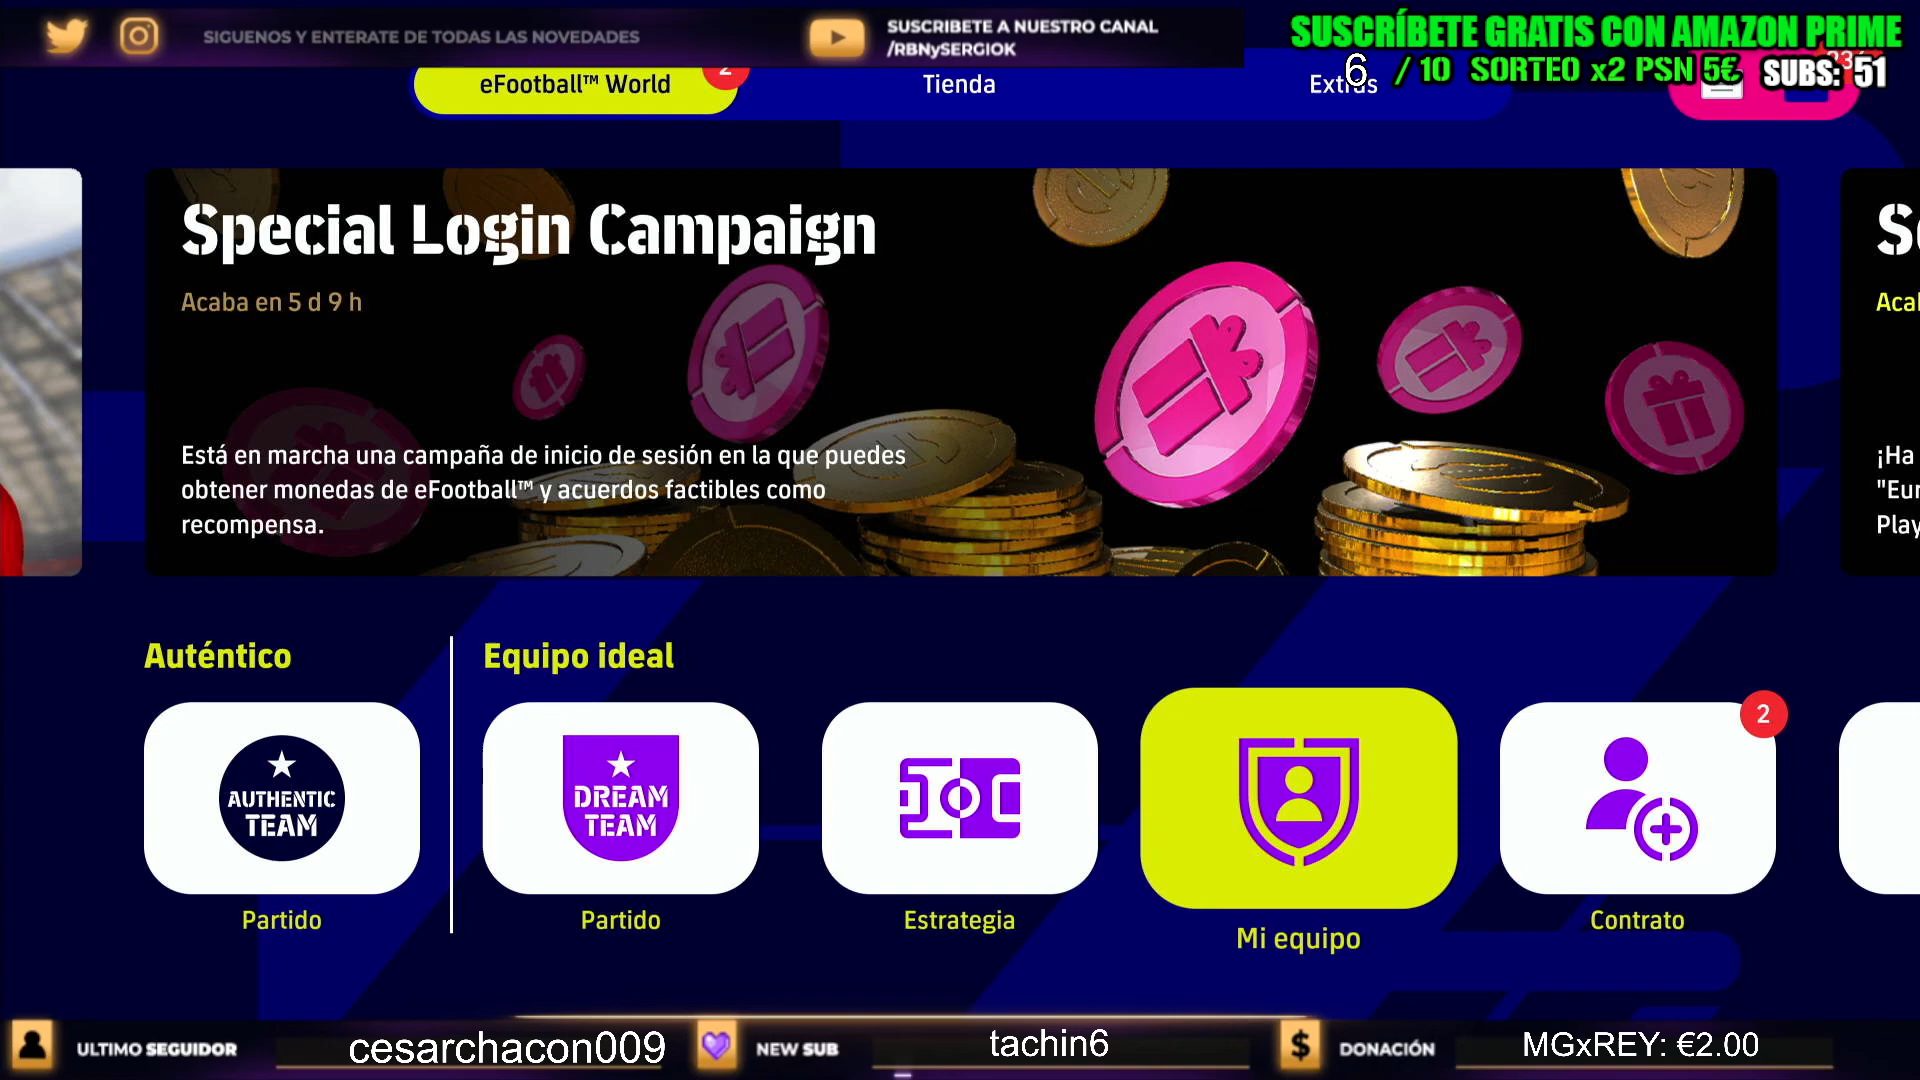 SIGUENOS Y ENTERATE DE TODAS LAS NOVEDADES
SUSCRIBETE A NUESTRO CANAL
/RBNySERGIOK
SUSCRÍBETE GRATIS CON AMAZON PRIME
6 / 10 SORTEO x2 PSN 5€ SUBS: 51
eFootball™ World
2
Tienda
Extras
Special Login Campaign
Acaba en 5 d 9 h
Está en marcha una campaña de inicio de sesión en la que puedes
obtener monedas de eFootball™ y acuerdos factibles como
recompensa.
¡Ha
Auténtico
Equipo ideal
AUTHENTIC
TEAM
DREAM
TEAM
2
Partido
Partido
Estrategia
Mi equipo
Contrato
ULTIMO SEGUIDOR
cesarchacon009
NEW SUB
tachin6
$
DONACIÓN
MGxREY: €2.00